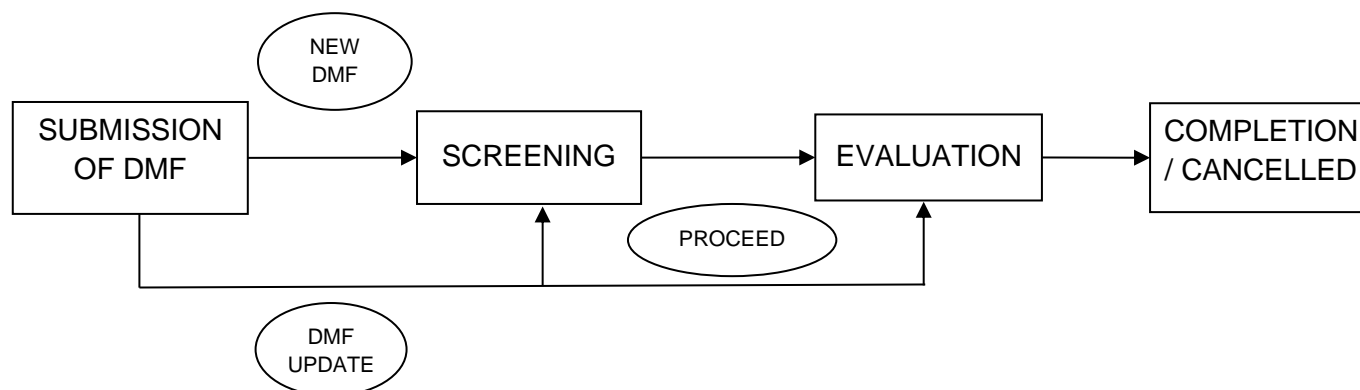 NEW
DMF
SUBMISSION
OF DMF
SCREENING
EVALUATION
COMPLETION
/ CANCELLED
PROCEED
DMF
UPDATE